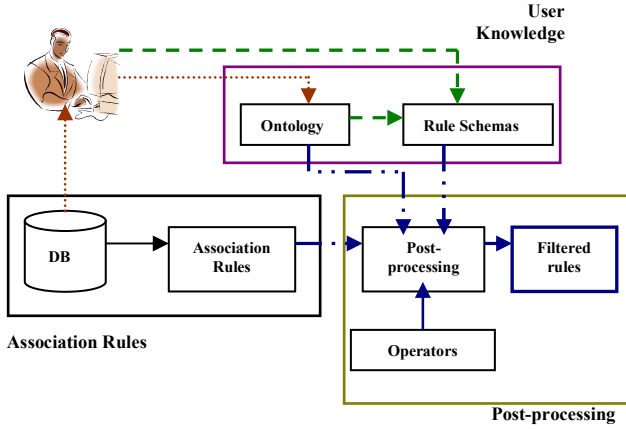 User
Knowledge
Ontology
Rule Schemas
DB
Association
Rules
Post-
processing
Filtered
rules
Operators
Association Rules
Post-processing